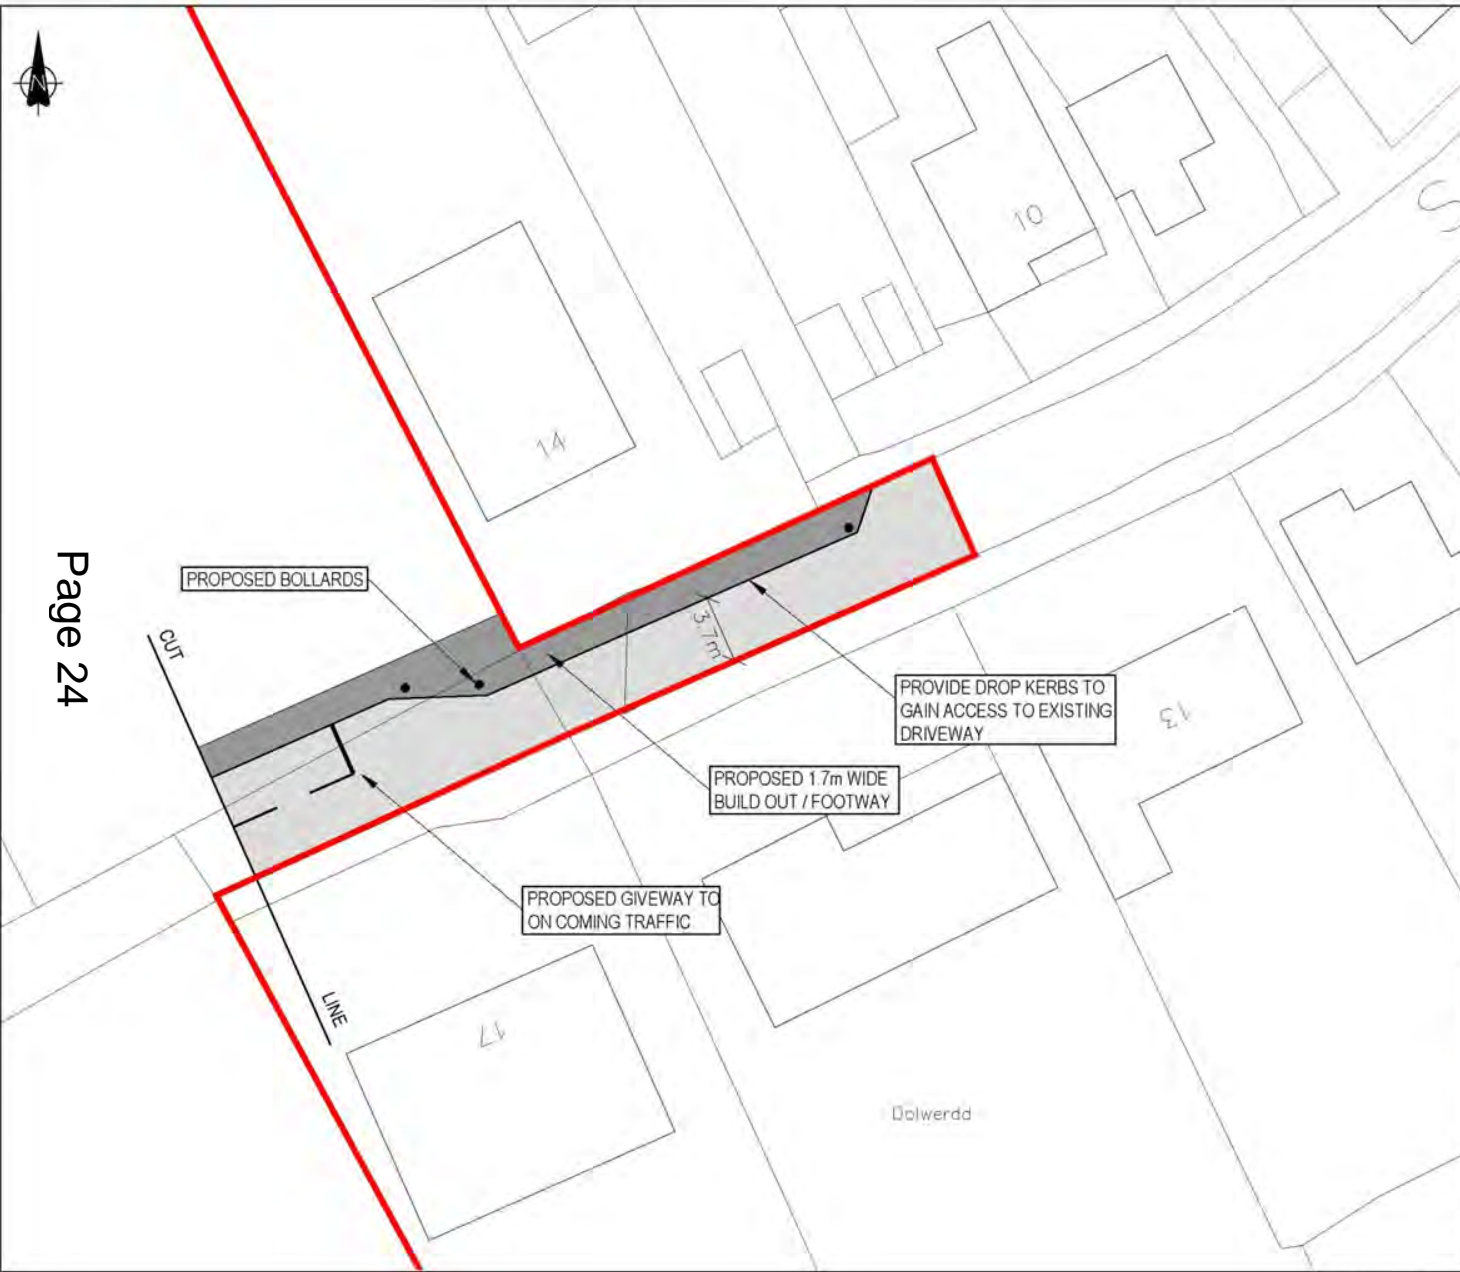 N
S
10
14
PROPOSED BOLLARDS
Page 24
CUT
3.7m
PROVIDE DROP KERBS TO
GAIN ACCESS TO EXISTING
DRIVEWAY
13
PROPOSED 1.7m WIDE
BUILD OUT / FOOTWAY
PROPOSED GIVEWAY TO
ON COMING TRAFFIC
LINE
17
Dolwerdd